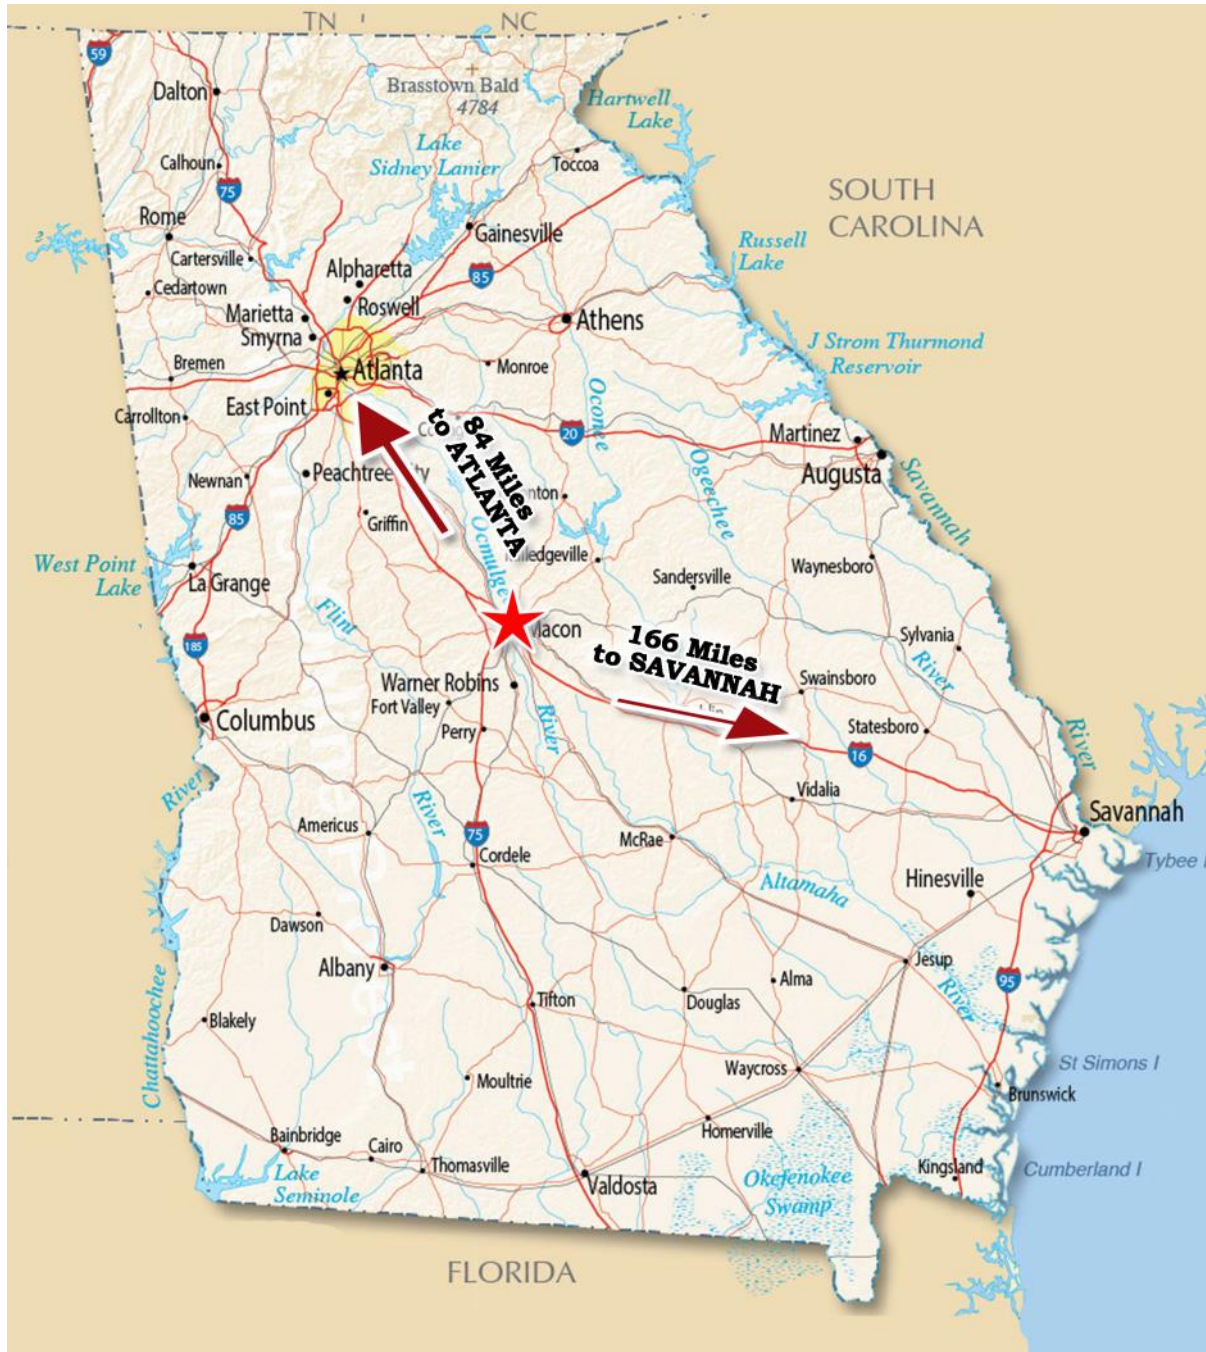 TN
NC
59
Dalton
Brasstown Bald
4784
Hartwell
Lake
Calhoun
Lake
Sidney Lanier
Toccoa
75
SOUTH
CAROLINA
Rome
Gainesville
Russell
Lake
Cartersville
Alpharetta
85
Cedartown
Roswell
Marietta
Smyrna
Athens
J Strom Thurmond
Reservoir
Bremen
Atlanta
Monroe
East Point
Oconee
Carrollton
84 Miles
to ATLANTA
20
Martinez
Augusta
Savannah
Ogeechee
Newnan
85
Griffin
West Point
Lake
La Grange
Waynesboro
Sandersville
Flint
185
166 Miles
to SAVANNAH
Sylvania
River
Warner Robins
Fort Valley
Swainsboro
Columbus
Perry
River
Statesboro
16
River
River
River
Vidalia
Savannah
Americus
75
McRae
Cordele
Tybee
Altamaha
Hinesville
Dawson
Albany
Jesup
Alma
95
River
Tifton
Douglas
Blakely
Chattahoochee
Waycross
St Simons I
Moultrie
Brunswick
Homerville
Bainbridge
Cairo
Thomasville
Lake
Seminole
Valdosta
Okefenokee
Swamp
Kingsland
Cumberland I
FLORIDA